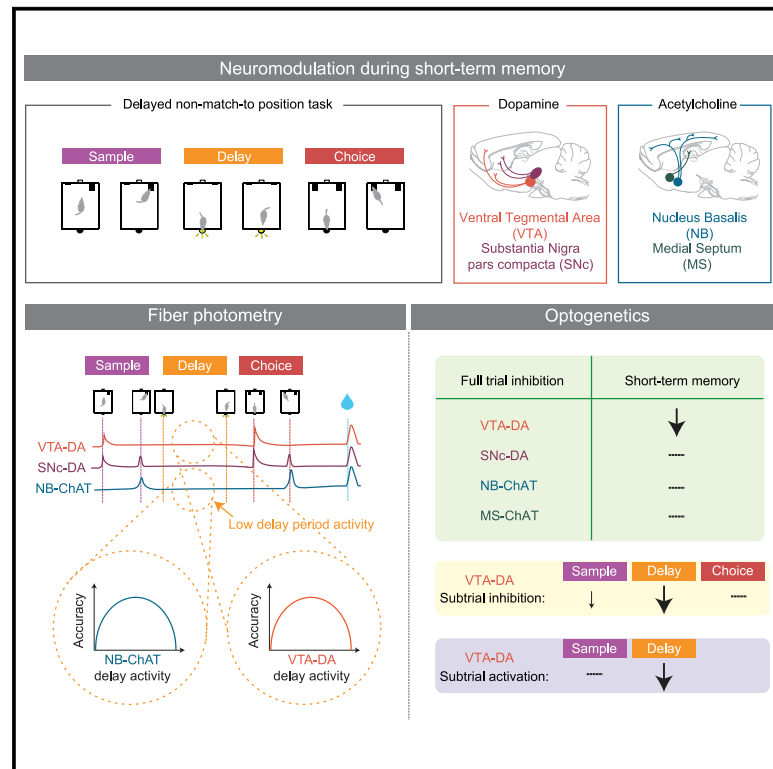 Neuromodulation during short-term memory
Delayed non-match-to position task
Sample
Delay
Choice
Dopamine
Ventral Tegmental Area
(VTA)
Substantia Nigra
pars compacta (SNc)
Acetylcholine
Nucleus Basalis
(NB)
Medial Septum
(MS)
Fiber photometry
Sample
Delay
Choice
VTA-DA
SNc-DA
NB-ChAT
Low delay period activity
Accuracy
NB-ChAT
delay activity
Accuracy
VTA-DA
delay activity
Optogenetics
Full trial inhibition
Short-term memory
VTA-DA
SNc-DA
NB-ChAT
MS-ChAT
Sample
Delay
Choice
VTA-DA
Subtrial inhibition:
Sample
Delay
VTA-DA
Subtrial activation: